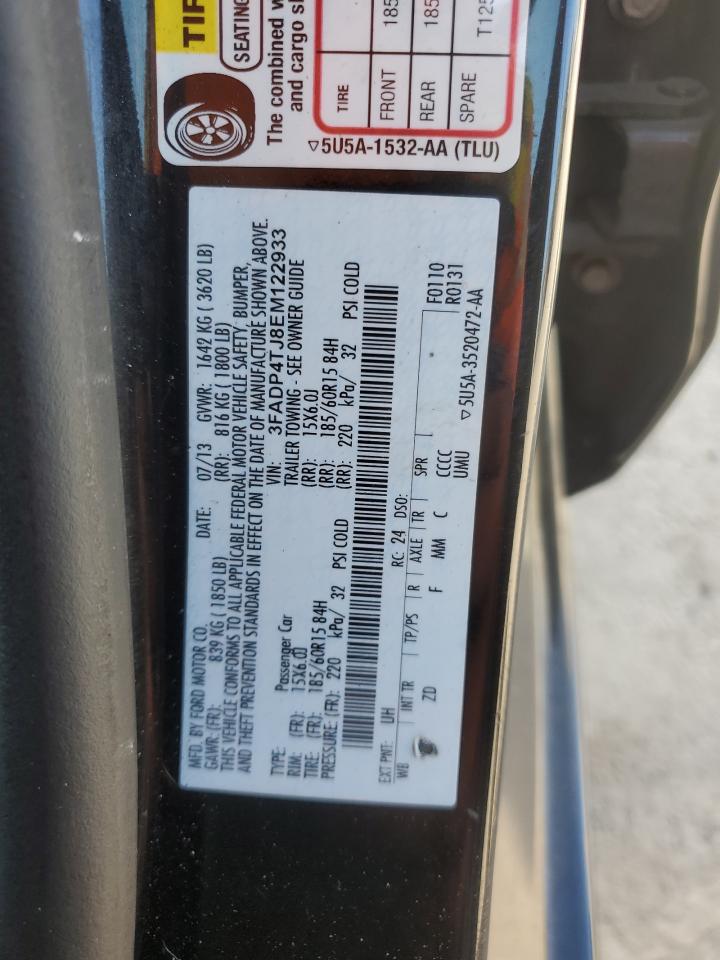 TIR
SEATING
The combined w
and cargo s
TIRE
FRONT 185
REAR 185
SPARE T125
▽5U5A-1532-AA (TLU)
MFD. BY FORD MOTOR CO. DATE: 07/13 GVWR: 1642 KG ( 3620 LB)
GAWR: (FR): 839 KG ( 1850 LB) (RR): 816 KG ( 1800 LB)
THIS VEHICLE CONFORMS TO ALL APPLICABLE FEDERAL MOTOR VEHICLE SAFETY, BUMPER,
AND THEFT PREVENTION STANDARDS IN EFFECT ON THE DATE OF MANUFACTURE SHOWN ABOVE.
VIN: 3FADP4TJ8EM122933
TYPE: Passenger Car TRAILER TOWING - SEE OWNER GUIDE
RIM: (FR): 15X6.0J (RR): 15X6.0J
TIRE: (FR): 185/60R15 84H (RR): 185/60R15 84H
PRESSURE: (FR): 220 kPa/ 32 PSI COLD (RR): 220 kPa/ 32 PSI COLD
EXT PNT: UH RC: 24 DSO: F0110
WB INT TR TP/PS R AXLE TR SPR R0131
ZD F MM C CCCC
UMU ▽5U5A-3520472-AA